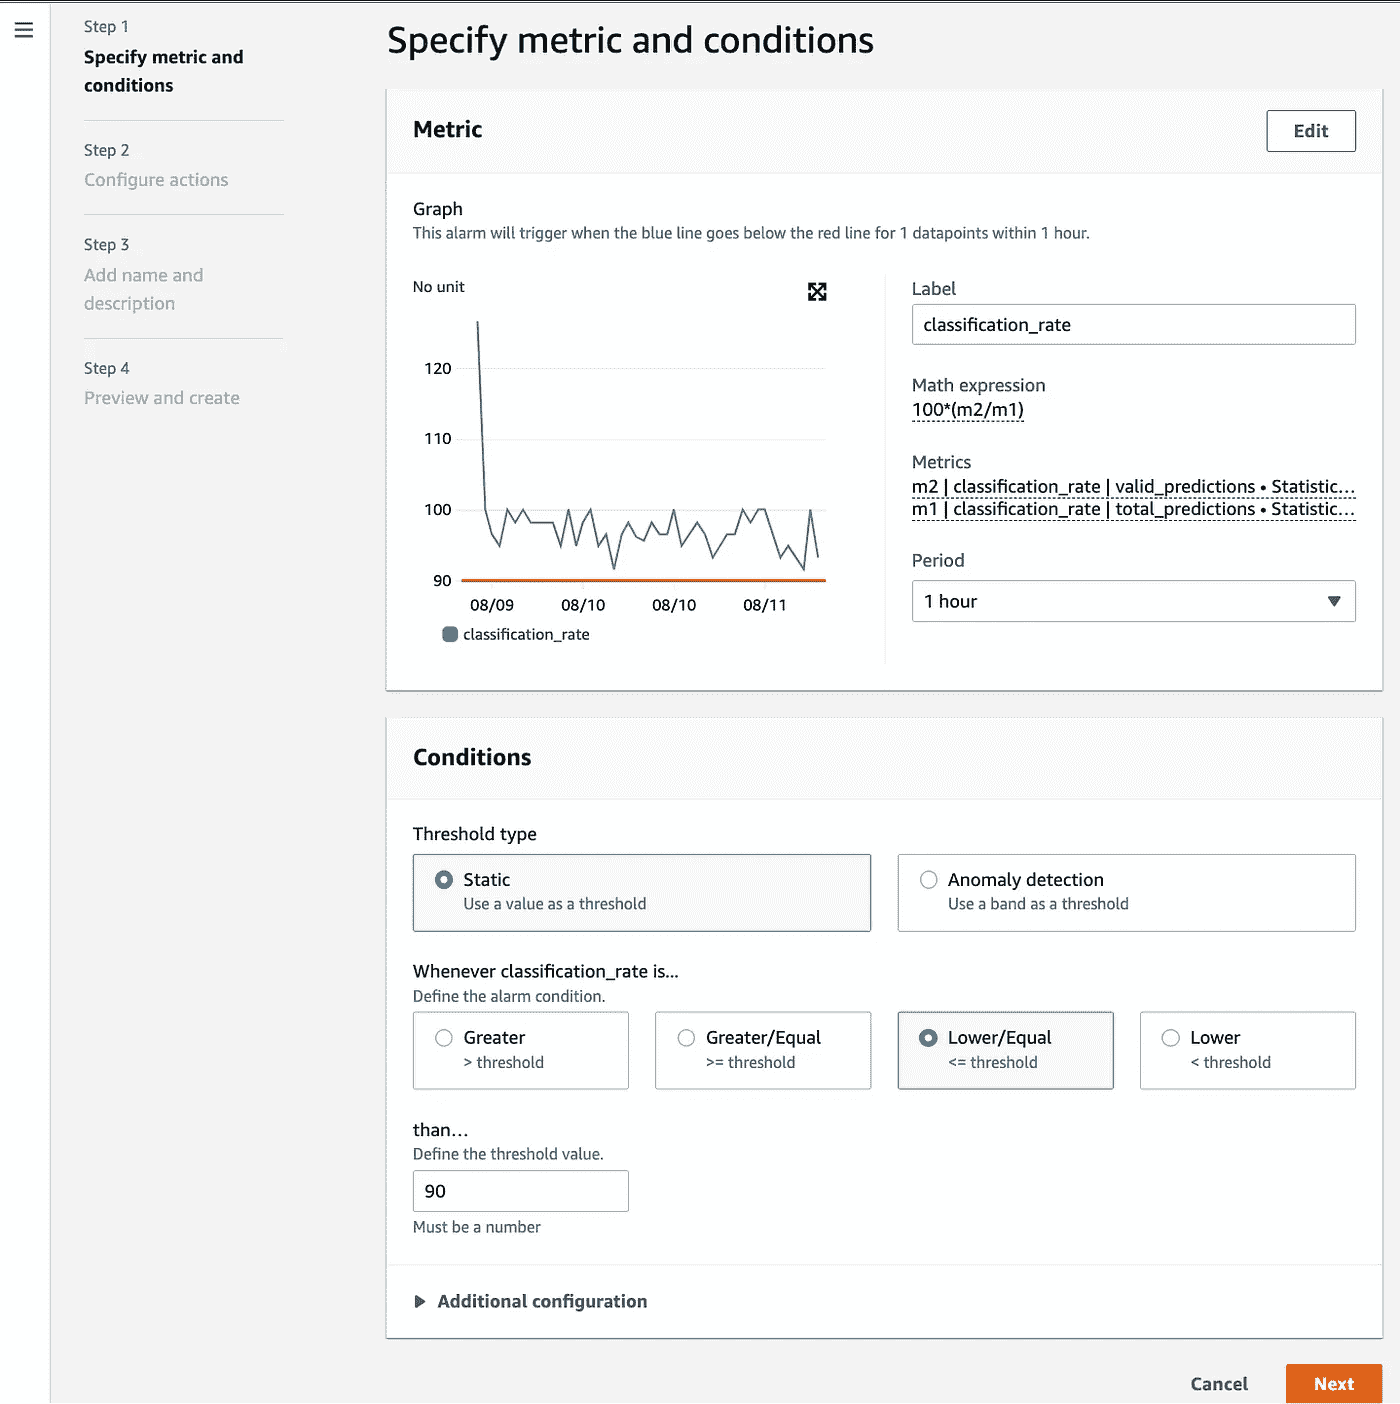 Step 1
Specify metric and
conditions
Step 2
Configure actions
Step 3
Add name and
description
Step 4
Preview and create
Specify metric and conditions
Metric
Edit
Graph
This alarm will trigger when the blue line goes below the red line for 1 datapoints within 1 hour.
No unit
120
110
100
90
08/09 08/10 08/10 08/11
classification_rate
Label
classification_rate
Math expression
100*(m2/m1)
Metrics
m2 | classification_rate | valid_predictions • Statistic...
m1 | classification_rate | total_predictions • Statistic...
Period
1 hour
Conditions
Threshold type
Static
Use a value as a threshold
Anomaly detection
Use a band as a threshold
Whenever classification_rate is...
Define the alarm condition.
Greater
> threshold
Greater/Equal
>= threshold
Lower/Equal
<= threshold
Lower
< threshold
than...
Define the threshold value.
90
Must be a number
Additional configuration
Cancel
Next